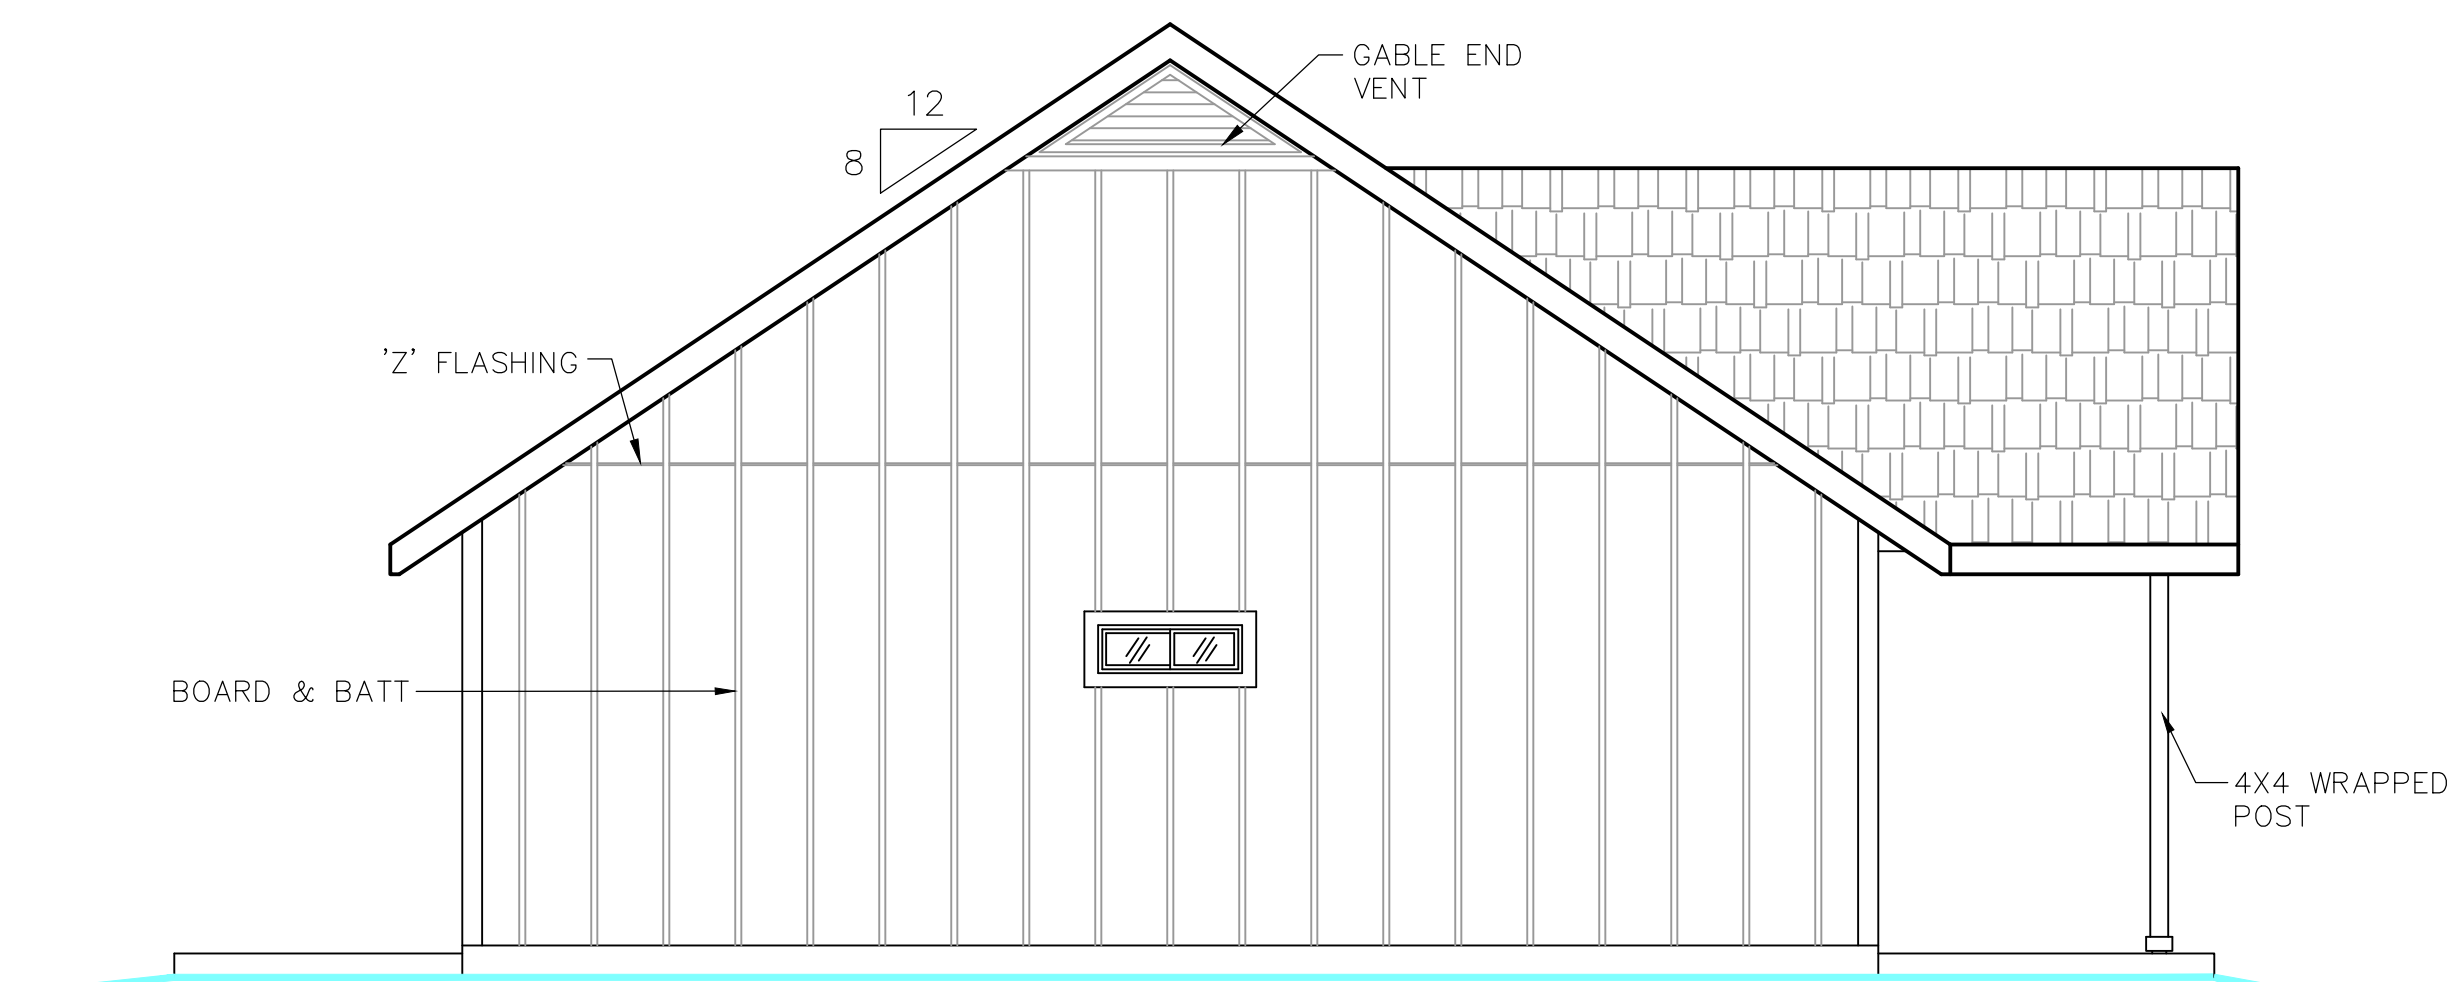 GABLE END
VENT
12
8
'Z' FLASHING
BOARD & BATT
4X4 WRAPPED
POST